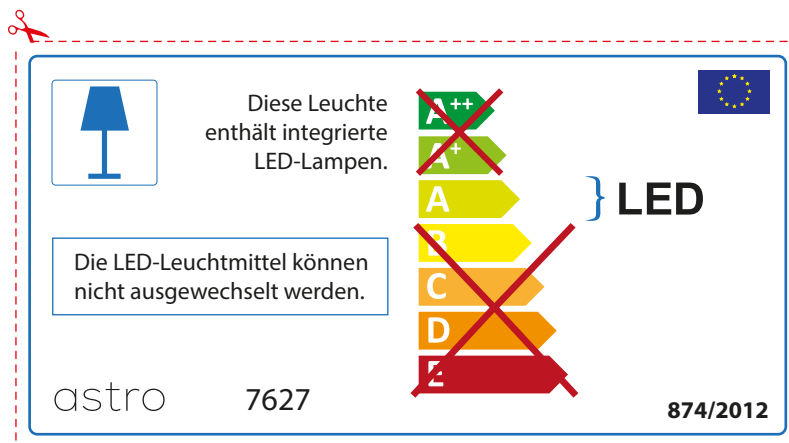 Diese Leuchte
enthält integrierte
LED-Lampen.
Die LED-Leuchtmittel können
nicht ausgewechselt werden.
A++
A+
A
B
C
D
E
LED
astro
7627
874/2012